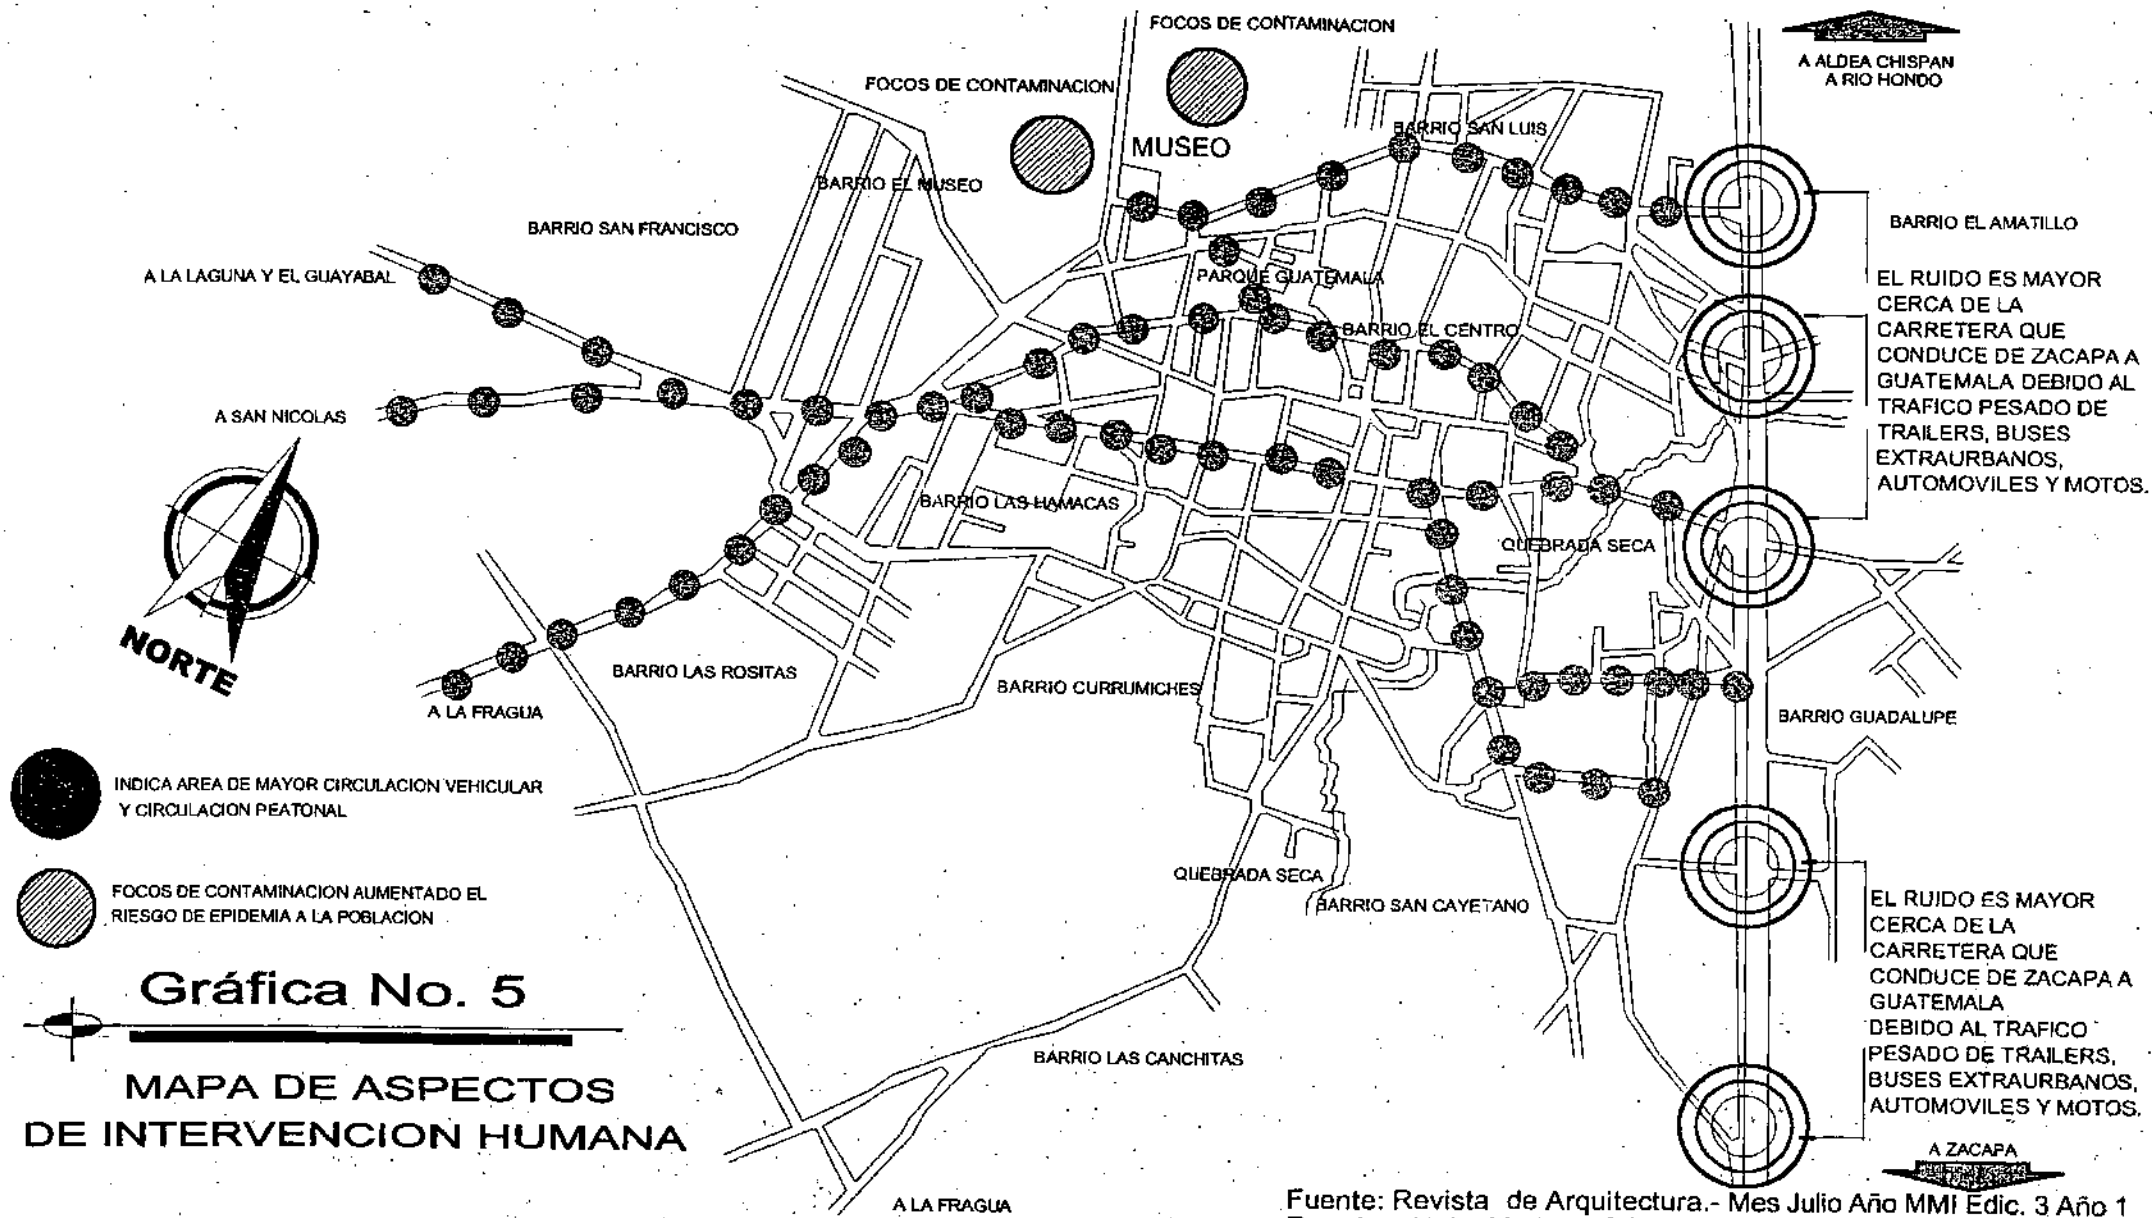 FOCOS DE CONTAMINACION
A ALDEA CHISPAN
A RIO HONDO
FOCOS DE CONTAMINACION
MUSEO
BARRIO SAN LUIS
BARRIO EL MUSEO
BARRIO SAN FRANCISCO
BARRIO EL AMATILLO
A LA LAGUNA Y EL GUAYABAL
PARQUE GUATEMALA
EL RUIDO ES MAYOR
CERCA DE LA
CARRETERA QUE
CONDUCE DE ZACAPA A
GUATEMALA DEBIDO AL
TRAFICO PESADO DE
TRAILERS, BUSES
EXTRAURBANOS,
AUTOMOVILES Y MOTOS.
BARRIO EL CENTRO
A SAN NICOLAS
BARRIO LAS HAMACAS
QUEBRADA SECA
NORTE
BARRIO LAS ROSITAS
BARRIO CURRUMICHES
A LA FRAGUA
BARRIO GUADALUPE
INDICA AREA DE MAYOR CIRCULACION VEHICULAR
Y CIRCULACION PEATONAL
FOCOS DE CONTAMINACION AUMENTADO EL
RIESGO DE EPIDEMIA A LA POBLACION
QUEBRADA SECA
BARRIO SAN CAYETANO
EL RUIDO ES MAYOR
CERCA DE LA
CARRETERA QUE
CONDUCE DE ZACAPA A
GUATEMALA
DEBIDO AL TRAFICO
PESADO DE TRAILERS,
BUSES EXTRAURBANOS,
AUTOMOVILES Y MOTOS.
Gráfica No. 5
MAPA DE ASPECTOS
DE INTERVENCION HUMANA
BARRIO LAS CANCHITAS
A ZACAPA
A LA FRAGUA
Fuente: Revista de Arquitectura.- Mes Julio Año MMI Edic. 3 Año 1